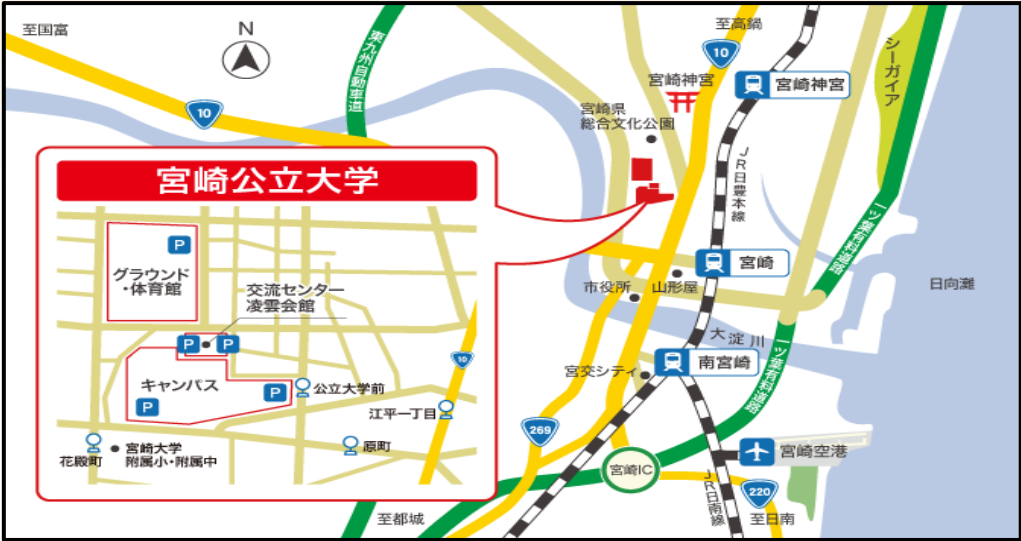 至国富
N
10
東九州自動車道
至高鍋
10
シーガイア
宮崎神宮
宮崎神宮
宮崎県
総合文化公園
JR日豊本線
一ッ葉有料道路
日向灘
宮崎
市役所
山形屋
大淀川
南宮崎
一ッ葉有料道路
宮交シティ
269
宮崎空港
宮崎IC
JR日南線
220
至都城
至日南
宮崎公立大学
P
グラウンド
・体育館
交流センター
凌雲会館
P
P
キャンパス
P
P
公立大学前
10
江平一丁目
花殿町
宮崎大学
附属小・附属中
原町